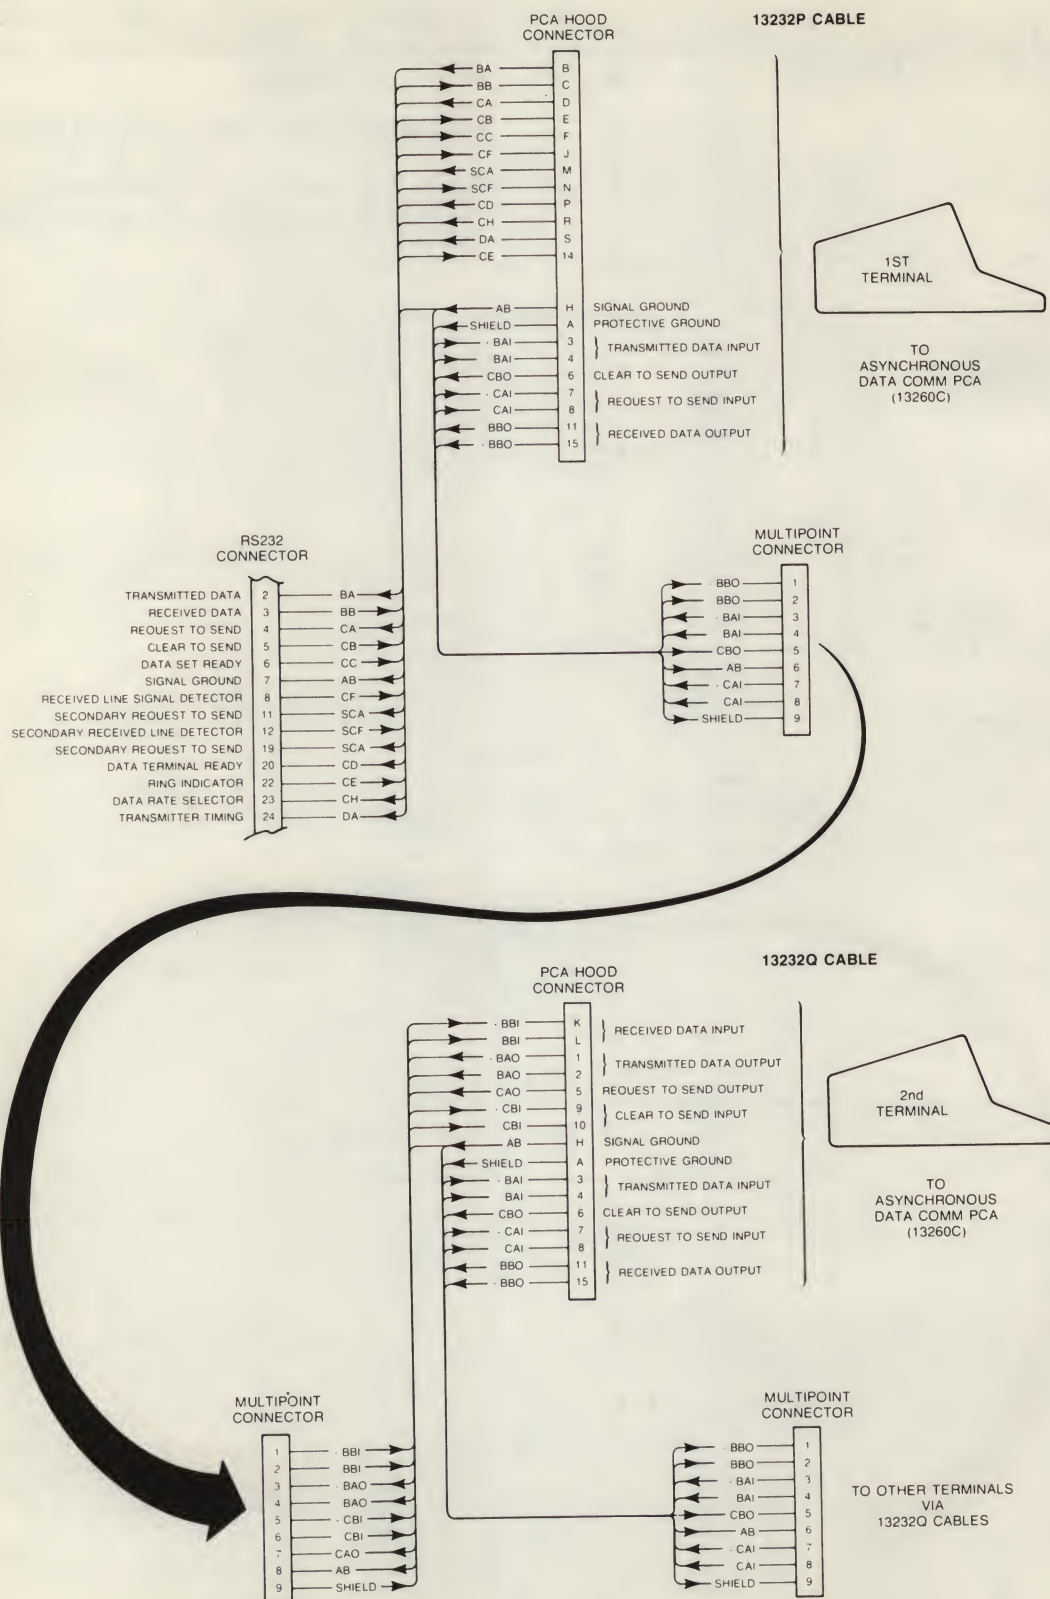 PCA HOOD
CONNECTOR
13232P CABLE
BA B
BB C
CA D
CB E
CC F
CF J
SCA M
SCF N
CD P
CH R
DA S
CE 14
AB H SIGNAL GROUND
SHIELD A PROTECTIVE GROUND
· BAI 3
BAI 4
TRANSMITTED DATA INPUT
CBO 6 CLEAR TO SEND OUTPUT
· CAI 7
CAI 8
REQUEST TO SEND INPUT
BBO 11
· BBO 15
RECEIVED DATA OUTPUT
1ST
TERMINAL
TO
ASYNCHRONOUS
DATA COMM PCA
(13260C)
RS232
CONNECTOR
TRANSMITTED DATA 2 BA
RECEIVED DATA 3 BB
REQUEST TO SEND 4 CA
CLEAR TO SEND 5 CB
DATA SET READY 6 CC
SIGNAL GROUND 7 AB
RECEIVED LINE SIGNAL DETECTOR 8 CF
SECONDARY REQUEST TO SEND 11 SCA
SECONDARY RECEIVED LINE DETECTOR 12 SCF
SECONDARY REQUEST TO SEND 19 SCA
DATA TERMINAL READY 20 CD
RING INDICATOR 22 CE
DATA RATE SELECTOR 23 CH
TRANSMITTER TIMING 24 DA
MULTIPOINT
CONNECTOR
· BBO 1
BBO 2
· BAI 3
BAI 4
CBO 5
AB 6
· CAI 7
CAI 8
SHIELD 9
PCA HOOD
CONNECTOR
13232Q CABLE
· BBI K
BBI L
RECEIVED DATA INPUT
· BAO 1
BAO 2
TRANSMITTED DATA OUTPUT
CAO 5 REQUEST TO SEND OUTPUT
· CBI 9
CBI 10
CLEAR TO SEND INPUT
AB H SIGNAL GROUND
SHIELD A PROTECTIVE GROUND
· BAI 3
BAI 4
TRANSMITTED DATA INPUT
CBO 6 CLEAR TO SEND OUTPUT
· CAI 7
CAI 8
REQUEST TO SEND INPUT
BBO 11
· BBO 15
RECEIVED DATA OUTPUT
2nd
TERMINAL
TO
ASYNCHRONOUS
DATA COMM PCA
(13260C)
MULTIPOINT
CONNECTOR
1 · BBI
2 BBI
3 · BAO
4 BAO
5 · CBI
6 CBI
7 CAO
8 AB
9 SHIELD
MULTIPOINT
CONNECTOR
· BBO 1
BBO 2
· BAI 3
BAI 4
CBO 5
AB 6
· CAI 7
CAI 8
SHIELD 9
TO OTHER TERMINALS
VIA
13232Q CABLES